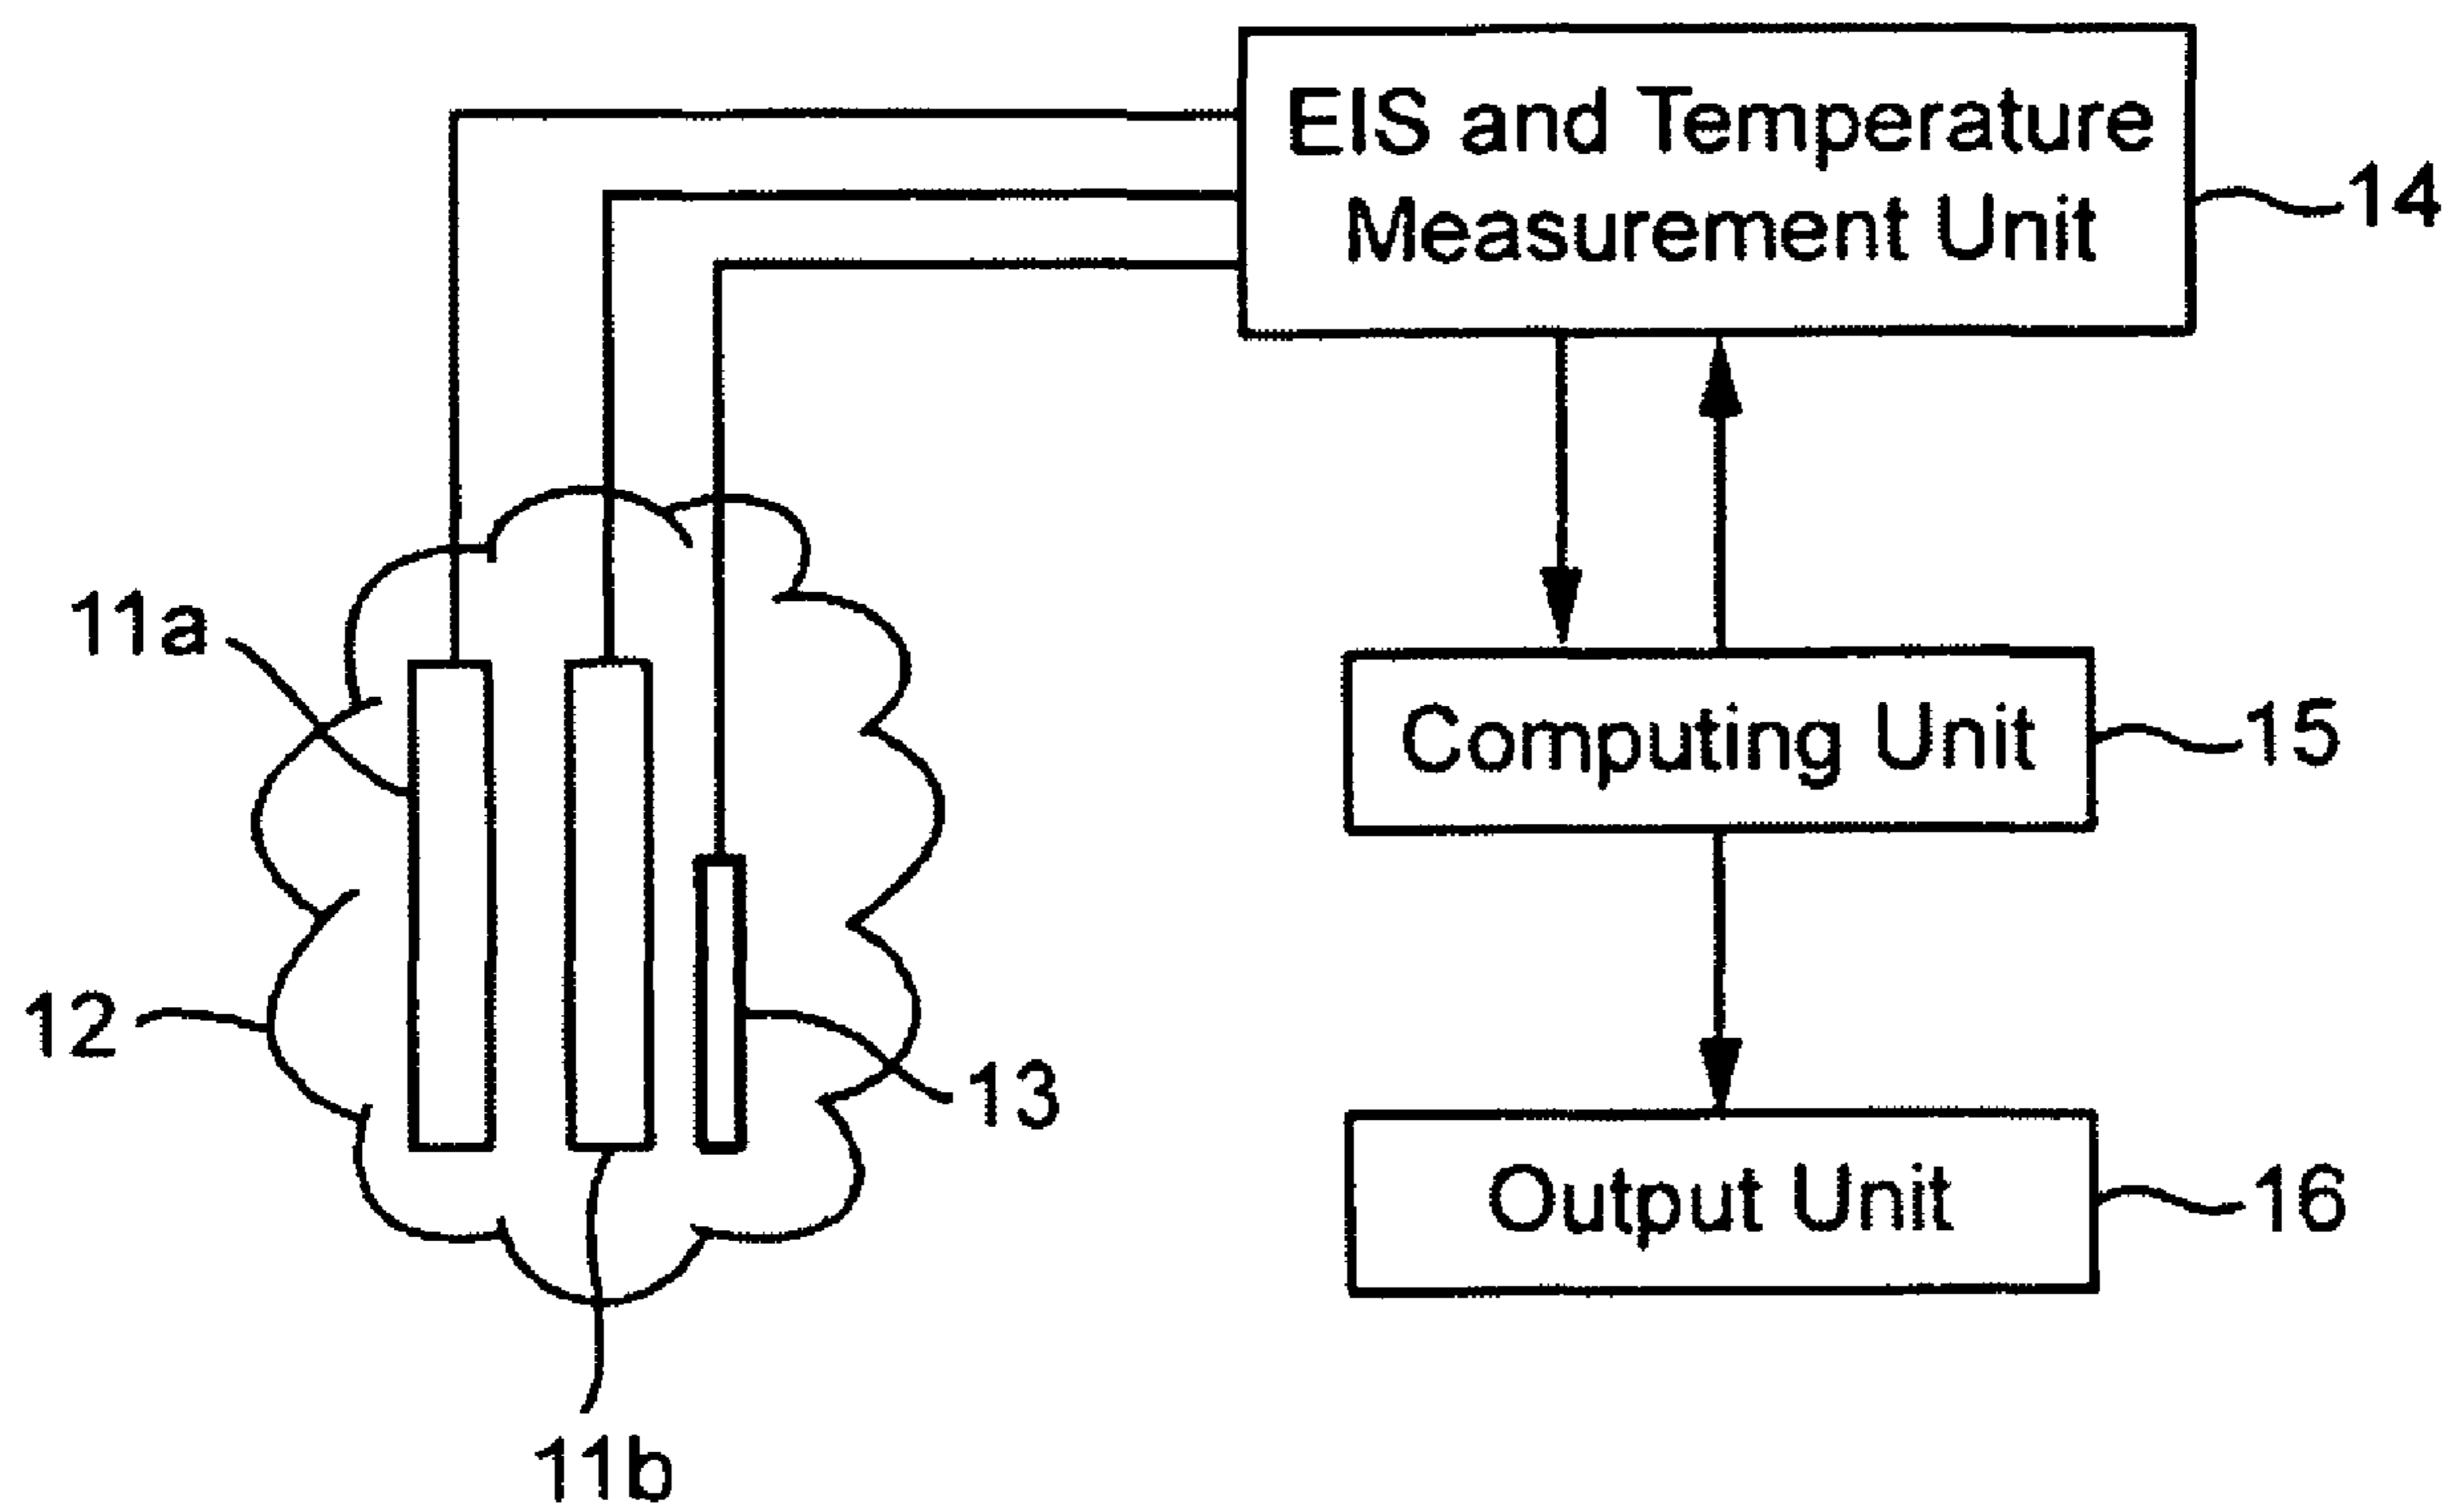 EIS and Temperature
Measurement Unit
14
11a
Computing Unit
15
12
13
Output Unit
16
11b